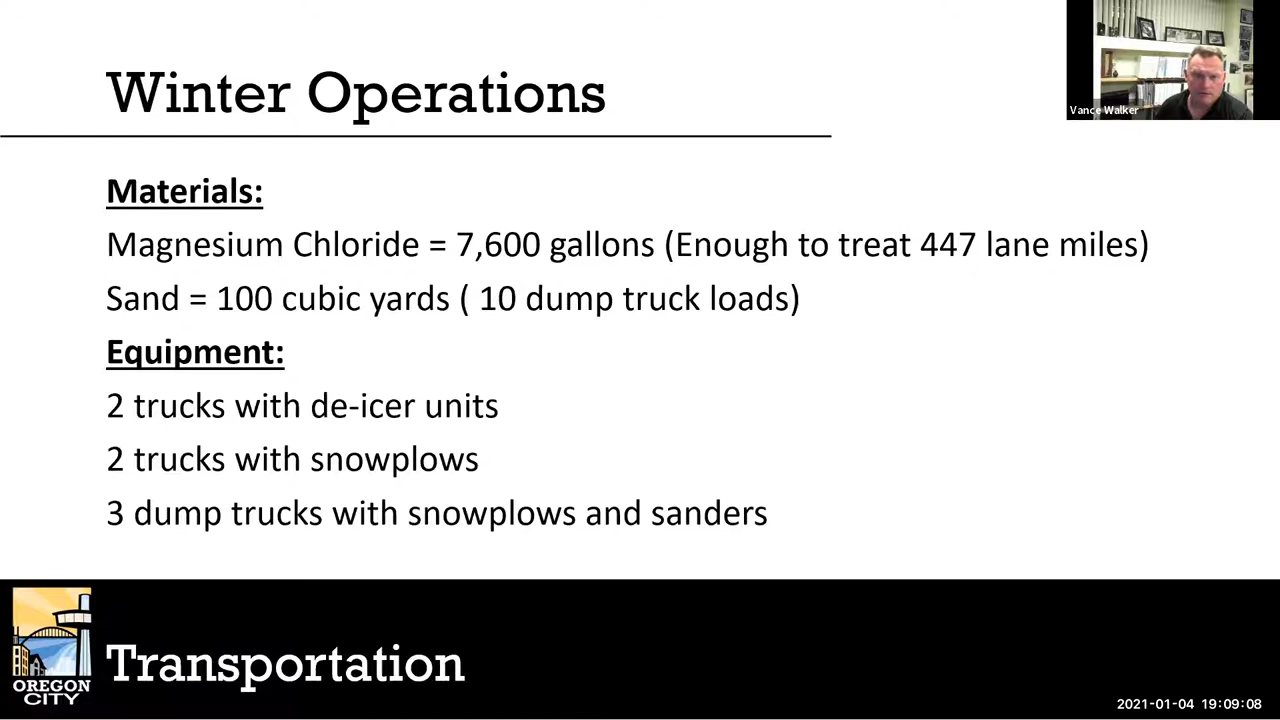 Winter Operations
Vance Walker
Materials:
Magnesium Chloride = 7,600 gallons (Enough to treat 447 lane miles)
Sand = 100 cubic yards ( 10 dump truck loads)
Equipment:
2 trucks with de-icer units
2 trucks with snowplows
3 dump trucks with snowplows and sanders
OREGON
CITY
Transportation
2021-01-04 19:09:08